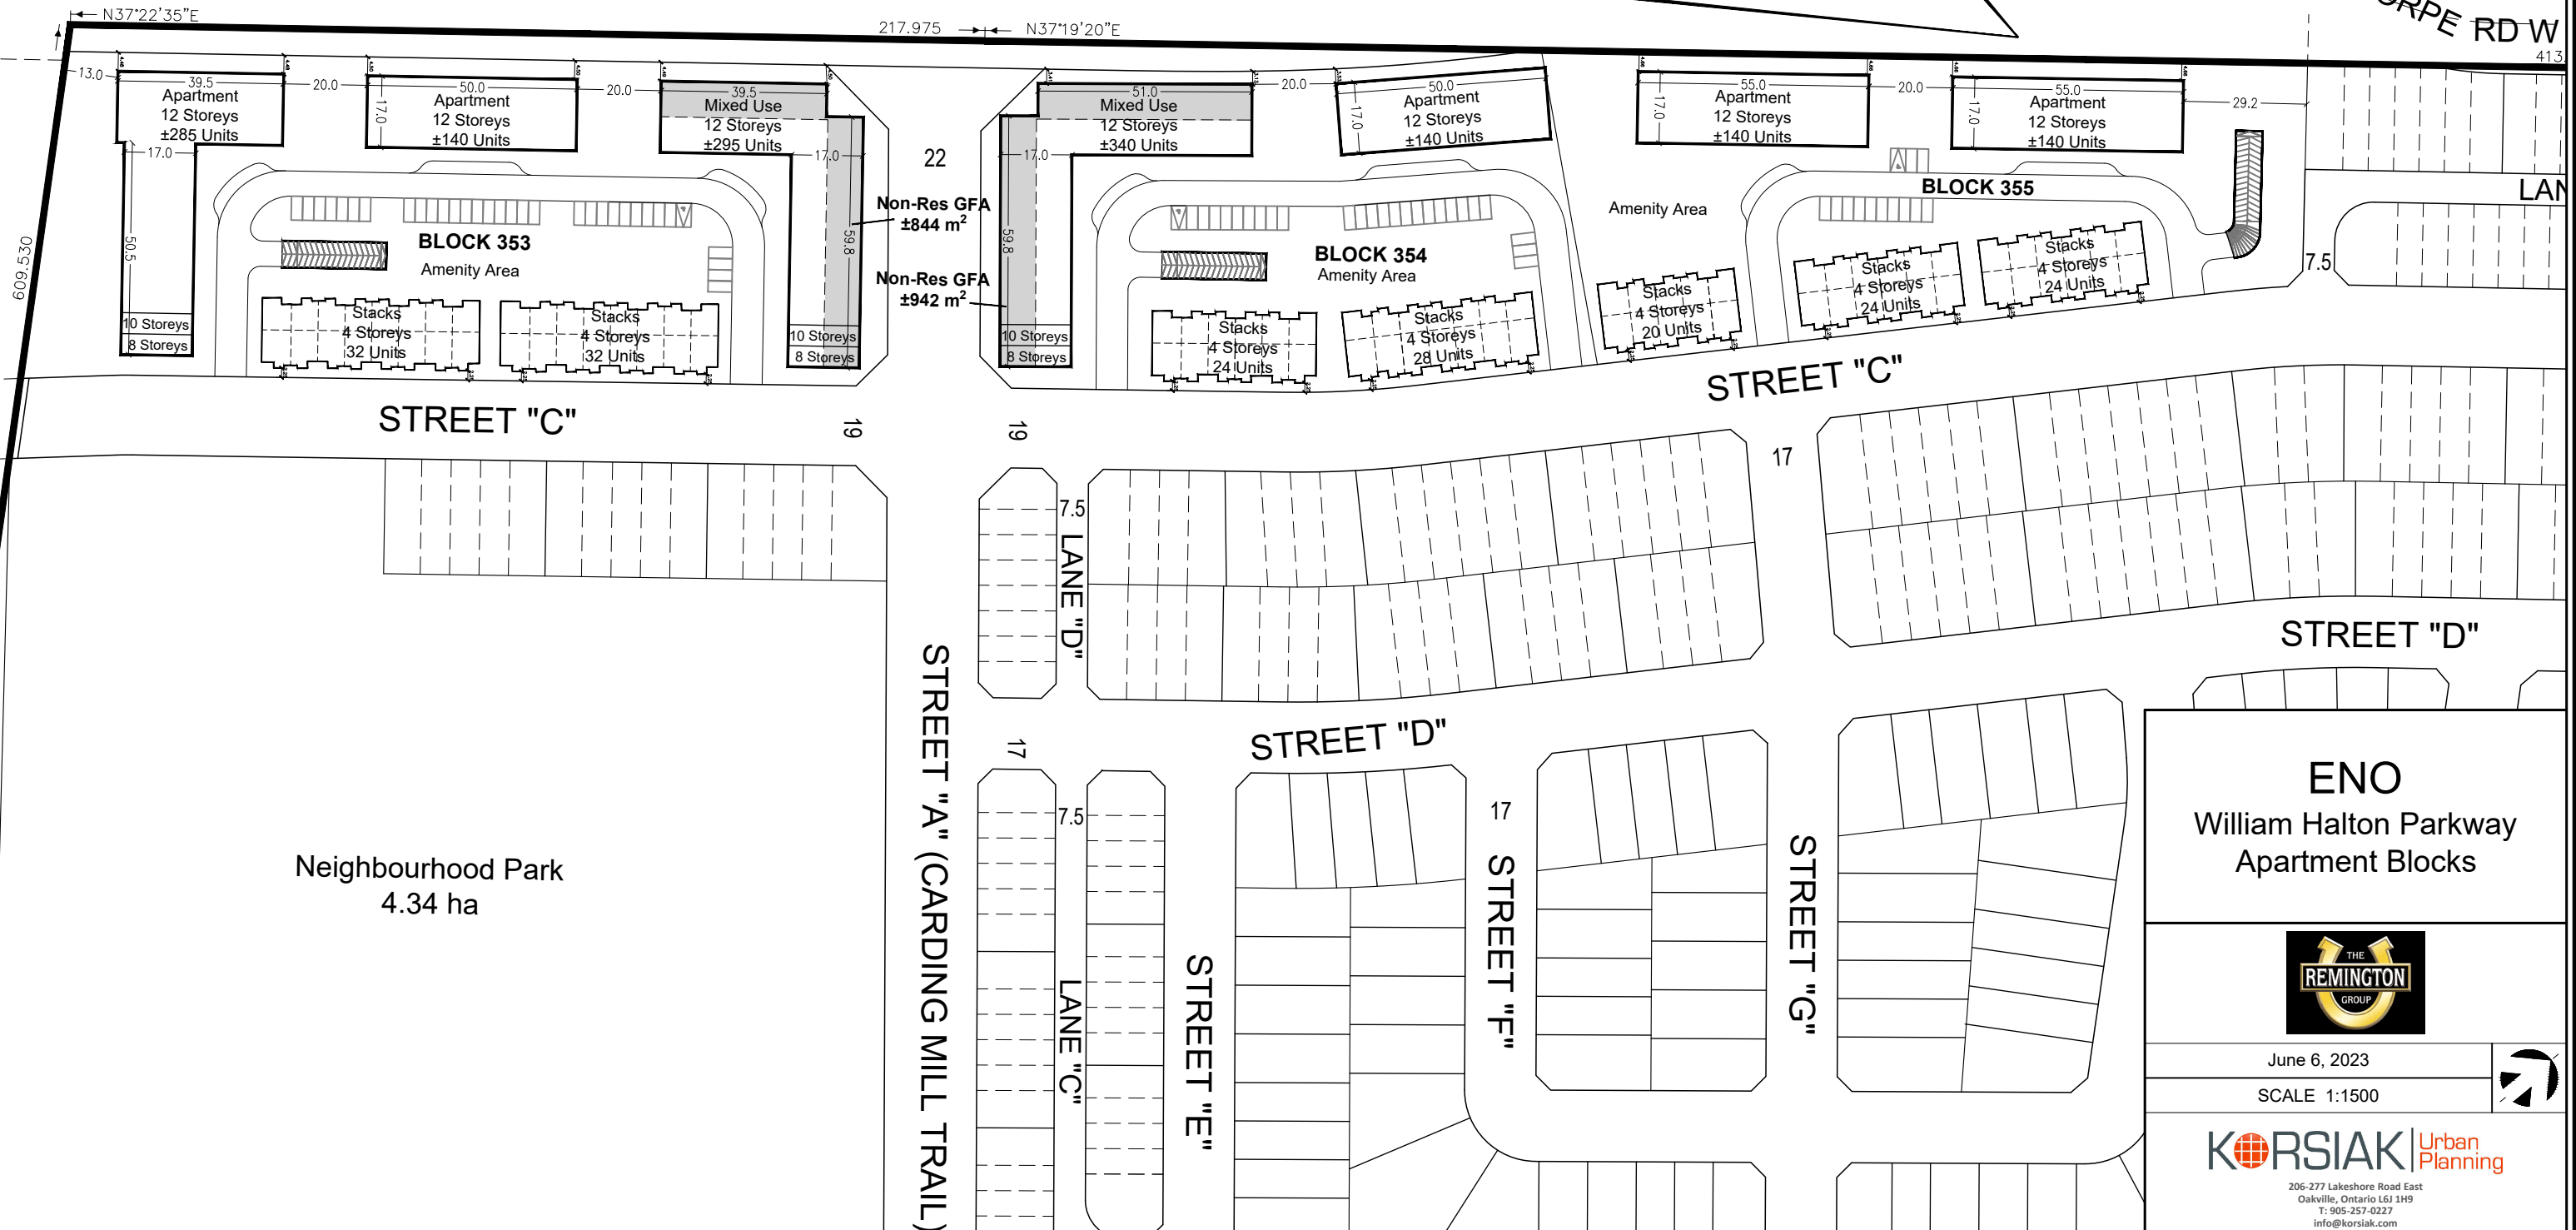 N37°22'35"E
217.975
N37°19'20"E
RD W
413.
609.530
13.0
39.5
Apartment
12 Storeys
±285 Units
17.0
50.5
10 Storeys
8 Storeys
20.0
50.0
17.0
Apartment
12 Storeys
±140 Units
20.0
39.5
Mixed Use
12 Storeys
±295 Units
17.0
59.8
10 Storeys
8 Storeys
BLOCK 353
Amenity Area
Stacks
4 Storeys
32 Units
Stacks
4 Storeys
32 Units
22
Non-Res GFA
±844 m²
Non-Res GFA
±942 m²
51.0
Mixed Use
12 Storeys
±340 Units
17.0
59.8
10 Storeys
8 Storeys
20.0
50.0
17.0
Apartment
12 Storeys
±140 Units
BLOCK 354
Amenity Area
Stacks
4 Storeys
24 Units
Stacks
4 Storeys
28 Units
55.0
17.0
Apartment
12 Storeys
±140 Units
20.0
55.0
17.0
Apartment
12 Storeys
±140 Units
29.2
Amenity Area
BLOCK 355
Stacks
4 Storeys
20 Units
Stacks
4 Storeys
24 Units
Stacks
4 Storeys
24 Units
7.5
LAN
STREET "C"
STREET "C"
19
19
17
7.5
LANE "D"
STREET "D"
STREET "D"
17
7.5
17
STREET "A" (CARDING MILL TRAIL)
LANE "C"
STREET "E"
STREET "F"
STREET "G"
Neighbourhood Park
4.34 ha
ENO
William Halton Parkway
Apartment Blocks
THE
REMINGTON
GROUP
June 6, 2023
SCALE 1:1500
KORSIAK Urban
Planning
206-277 Lakeshore Road East
Oakville, Ontario L6J 1H9
T: 905-257-0227
info@korsiak.com